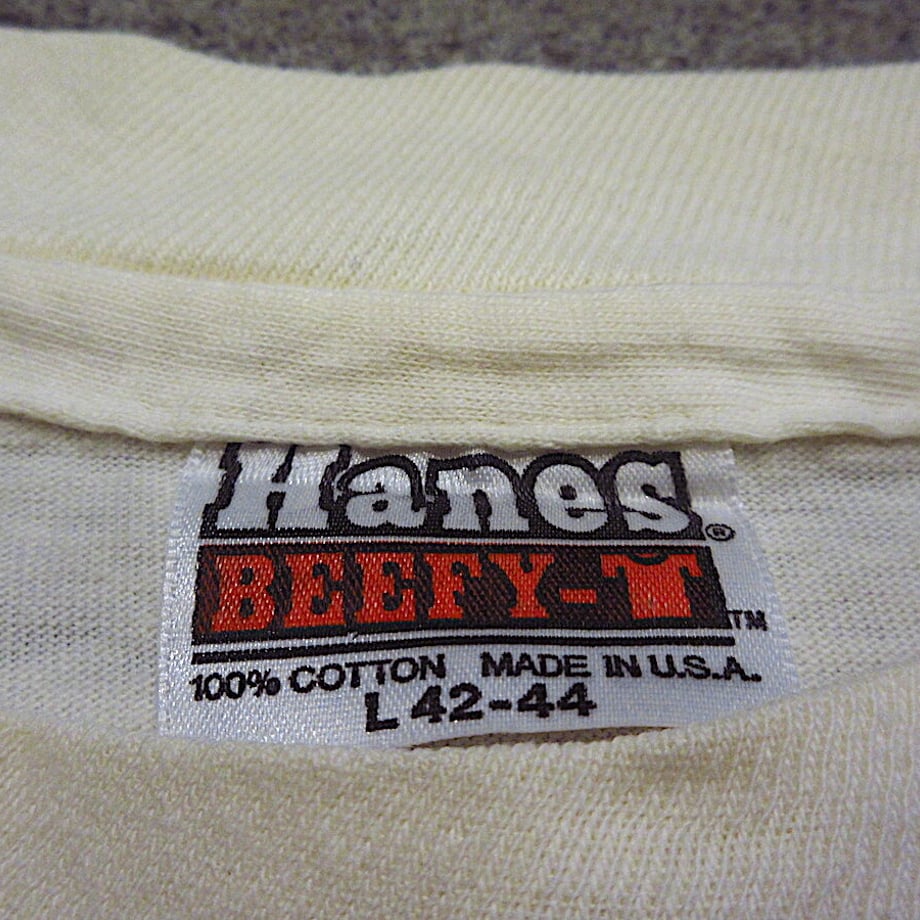 Hanes®
BEEFY-T™
100% COTTON MADE IN U.S.A.
L 42-44